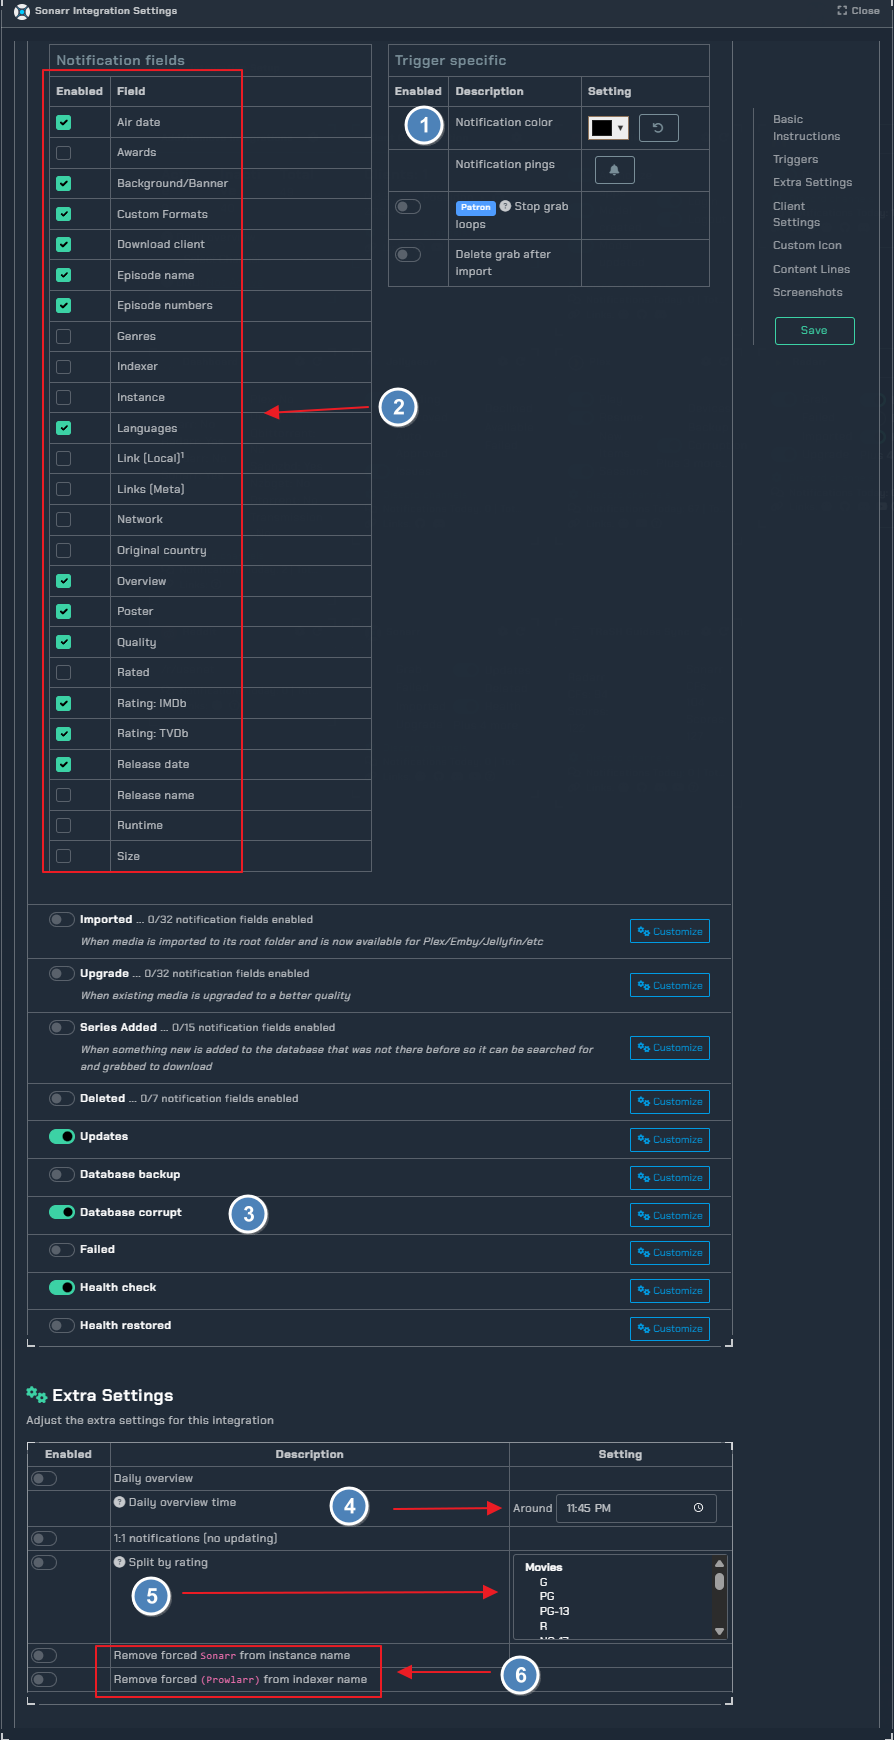 Sonarr Integration Settings
Close
Notification fields
Enabled Field
Air date
Awards
Background/Banner
Custom Formats
Download client
Episode name
Episode numbers
Genres
Indexer
Instance
Languages
Link (Local)¹
Links (Meta)
Network
Original country
Overview
Poster
Quality
Rated
Rating: IMDb
Rating: TVDb
Release date
Release name
Runtime
Size
2
Trigger specific
Enabled Description Setting
1
Notification color
Notification pings
Patron ? Stop grab
loops
Delete grab after
import
Basic
Instructions
Triggers
Extra Settings
Client
Settings
Custom Icon
Content Lines
Screenshots
Save
Imported ... 0/32 notification fields enabled
When media is imported to its root folder and is now available for Plex/Emby/Jellyfin/etc
Customize
Upgrade ... 0/32 notification fields enabled
When existing media is upgraded to a better quality
Customize
Series Added ... 0/15 notification fields enabled
When something new is added to the database that was not there before so it can be searched for
and grabbed to download
Customize
Deleted ... 0/7 notification fields enabled
Customize
Updates
Customize
Database backup
Customize
Database corrupt
3
Customize
Failed
Customize
Health check
Customize
Health restored
Customize
Extra Settings
Adjust the extra settings for this integration
Enabled Description Setting
Daily overview
? Daily overview time
4
Around 11:45 PM
1:1 notifications (no updating)
? Split by rating
5
Movies
G
PG
PG-13
R
NC-17
Remove forced Sonarr from instance name
Remove forced (Prowlarr) from indexer name
6